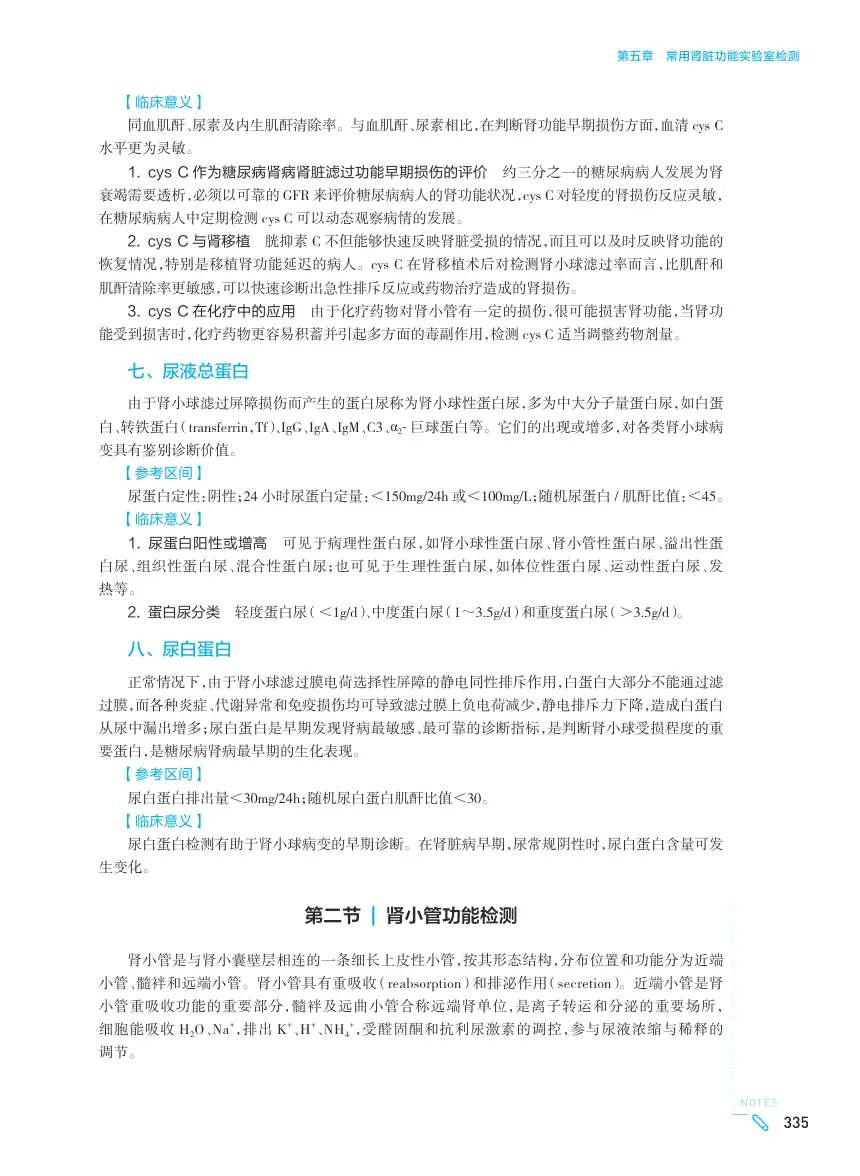 第五章 常用肾脏功能实验室检测
【临床意义】
同血肌酐、尿素及内生肌酐清除率。与血肌酐、尿素相比,在判断肾功能早期损伤方面,血清 cys C
水平更为灵敏。
1. cys C 作为糖尿病肾病肾脏滤过功能早期损伤的评价 约三分之一的糖尿病病人发展为肾
衰竭需要透析,必须以可靠的 GFR 来评价糖尿病病人的肾功能状况,cys C 对轻度的肾损伤反应灵敏,
在糖尿病病人中定期检测 cys C 可以动态观察病情的发展。
2. cys C 与肾移植 胱抑素 C 不但能够快速反映肾脏受损的情况,而且可以及时反映肾功能的
恢复情况,特别是移植肾功能延迟的病人。cys C 在肾移植术后对检测肾小球滤过率而言,比肌酐和
肌酐清除率更敏感,可以快速诊断出急性排斥反应或药物治疗造成的肾损伤。
3. cys C 在化疗中的应用 由于化疗药物对肾小管有一定的损伤,很可能损害肾功能,当肾功
能受到损害时,化疗药物更容易积蓄并引起多方面的毒副作用,检测 cys C 适当调整药物剂量。
七、尿液总蛋白
由于肾小球滤过屏障损伤而产生的蛋白尿称为肾小球性蛋白尿,多为中大分子量蛋白尿,如白蛋
白、转铁蛋白(transferrin,Tf)、IgG、IgA、IgM、C3、α₂- 巨球蛋白等。它们的出现或增多,对各类肾小球病
变具有鉴别诊断价值。
【参考区间】
尿蛋白定性:阴性;24 小时尿蛋白定量:<150mg/24h 或<100mg/L;随机尿蛋白 / 肌酐比值:<45。
【临床意义】
1. 尿蛋白阳性或增高 可见于病理性蛋白尿,如肾小球性蛋白尿、肾小管性蛋白尿、溢出性蛋
白尿、组织性蛋白尿、混合性蛋白尿;也可见于生理性蛋白尿,如体位性蛋白尿、运动性蛋白尿、发
热等。
2. 蛋白尿分类 轻度蛋白尿(<1g/d)、中度蛋白尿(1~3.5g/d)和重度蛋白尿(>3.5g/d)。
八、尿白蛋白
正常情况下,由于肾小球滤过膜电荷选择性屏障的静电同性排斥作用,白蛋白大部分不能通过滤
过膜,而各种炎症、代谢异常和免疫损伤均可导致滤过膜上负电荷减少,静电排斥力下降,造成白蛋白
从尿中漏出增多;尿白蛋白是早期发现肾病最敏感、最可靠的诊断指标,是判断肾小球受损程度的重
要蛋白,是糖尿病肾病最早期的生化表现。
【参考区间】
尿白蛋白排出量<30mg/24h;随机尿白蛋白肌酐比值<30。
【临床意义】
尿白蛋白检测有助于肾小球病变的早期诊断。在肾脏病早期,尿常规阴性时,尿白蛋白含量可发
生变化。
第二节 | 肾小管功能检测
肾小管是与肾小囊壁层相连的一条细长上皮性小管,按其形态结构,分布位置和功能分为近端
小管、髓袢和远端小管。肾小管具有重吸收(reabsorption)和排泌作用(secretion)。近端小管是肾
小管重吸收功能的重要部分,髓袢及远曲小管合称远端肾单位,是离子转运和分泌的重要场所,
细胞能吸收 H₂O、Na⁺,排出 K⁺、H⁺、NH₄⁺,受醛固酮和抗利尿激素的调控,参与尿液浓缩与稀释的
调节。
NOTES
335